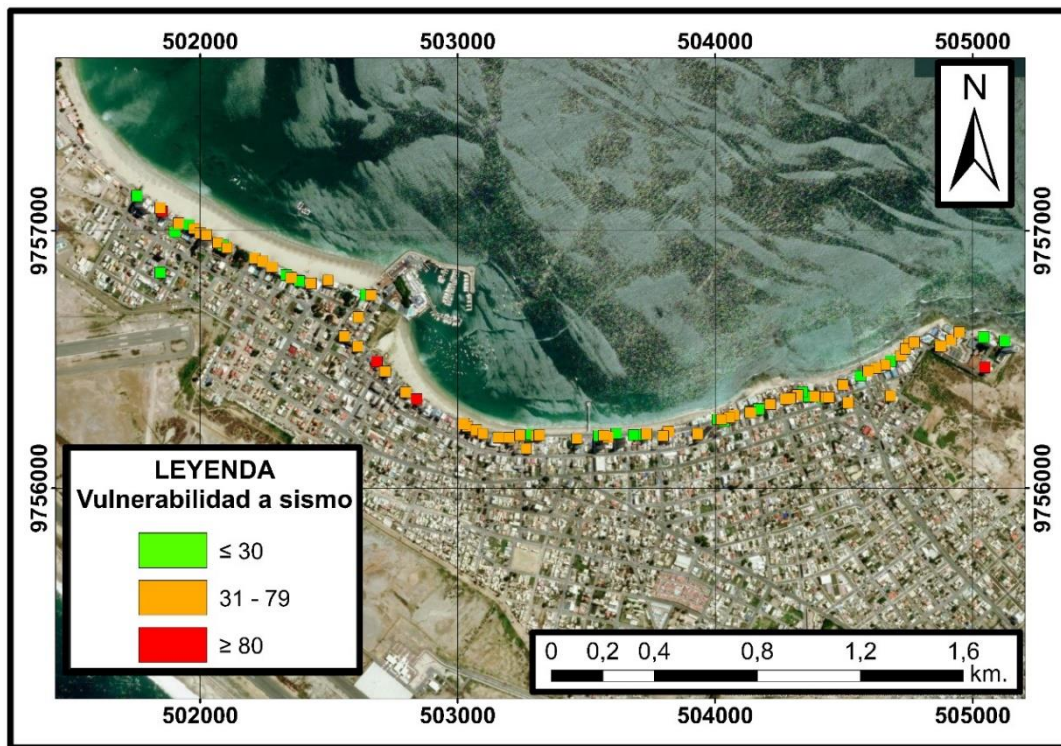 502000 503000 504000 505000
N
9757000 9757000
9756000 9756000
LEYENDA
Vulnerabilidad a sismo
≤ 30
31 - 79
≥ 80
0 0,2 0,4 0,8 1,2 1,6
km.
502000 503000 504000 505000